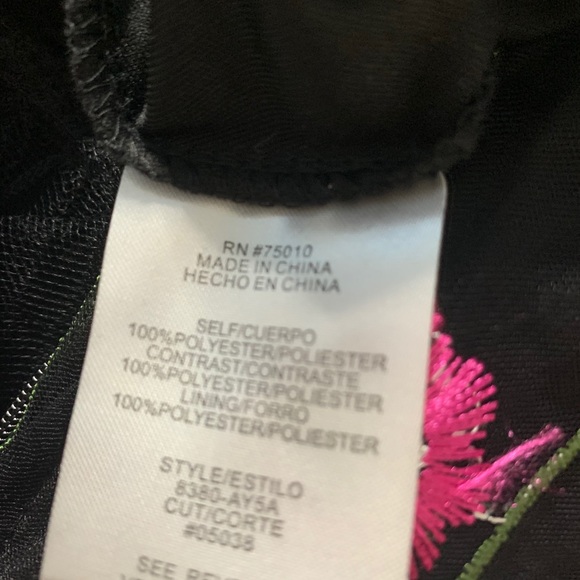 RN #75010
MADE IN CHINA
HECHO EN CHINA
SELF/CUERPO
100%POLYESTER/POLIESTER
CONTRAST/CONTRASTE
100%POLYESTER/POLIESTER
LINING/FORRO
100%POLYESTER/POLIESTER
STYLE/ESTILO
8380-AY5A
CUT/CORTE
#05038
SEE